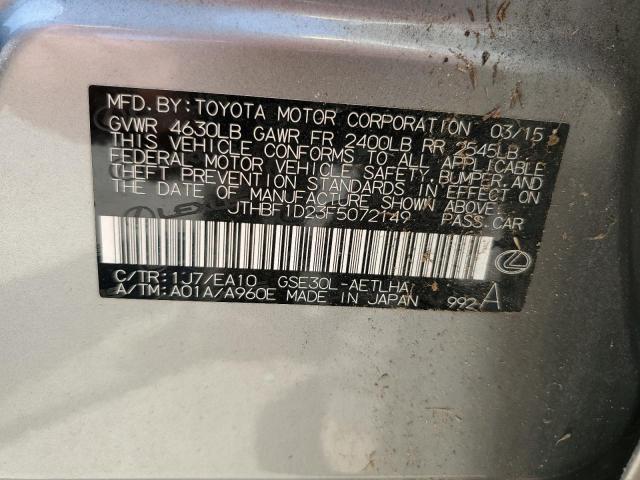 MFD. BY: TOYOTA MOTOR CORPORATION 03/15
GVWR 4630LB GAWR FR 2400LB RR 2545LB
THIS VEHICLE CONFORMS TO ALL APPLICABLE
FEDERAL MOTOR VEHICLE SAFETY, BUMPER, AND
THEFT PREVENTION STANDARDS IN EFFECT ON
THE DATE OF MANUFACTURE SHOWN ABOVE.
JTHBF1D23F5072149 PASS. CAR
C/TR: 1J7/EA10 GSE30L-AETLHA
A/TM: A01A/A960E MADE IN JAPAN 992 A